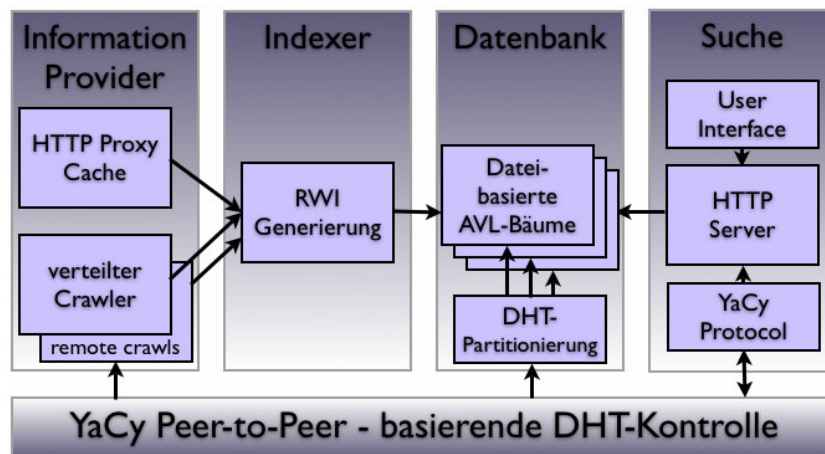 Information
Provider
HTTP Proxy
Cache
verteilter
Crawler
remote crawls
Indexer
RWI
Generierung
Datenbank
Datei-
basierte
AVL-Bäume
DHT-
Partitionierung
Suche
User
Interface
HTTP
Server
YaCy
Protocol
YaCy Peer-to-Peer - basierende DHT-Kontrolle